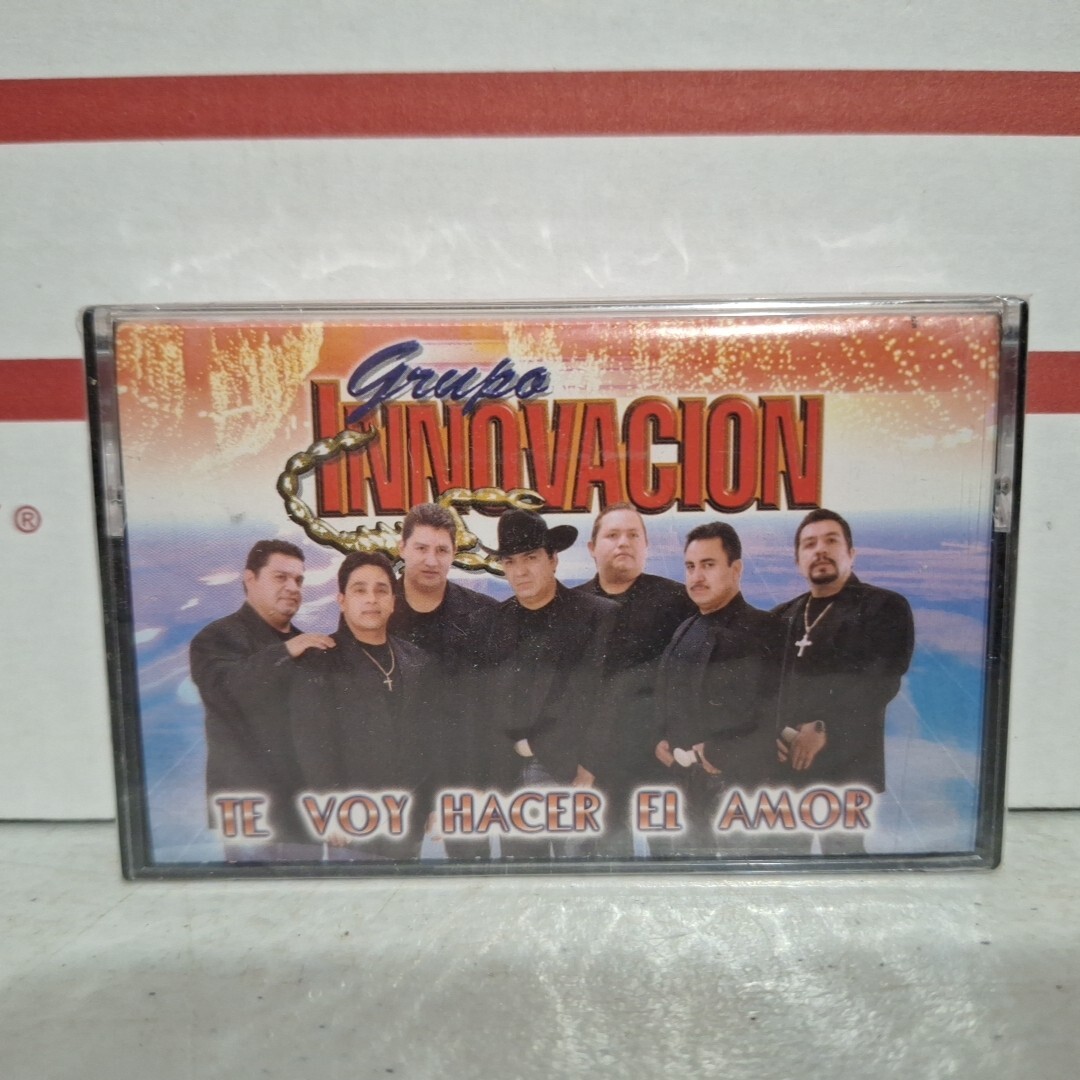 Grupo
INNOVACION
®
TE VOY HACER EL AMOR